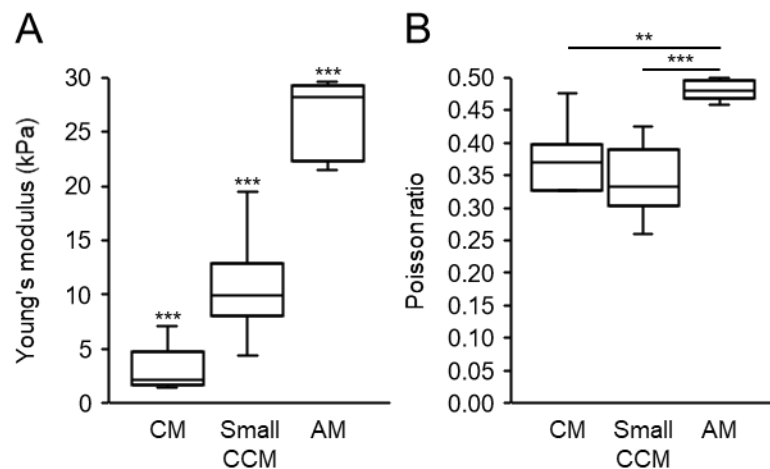 A
Young's modulus (kPa)
30
25
20
15
10
5
0
***
***
***
CM
Small
CCM
AM
B
Poisson ratio
0.50
0.45
0.40
0.35
0.30
0.25
0.20
0.15
0.10
0.05
0.00
**
***
CM
Small
CCM
AM